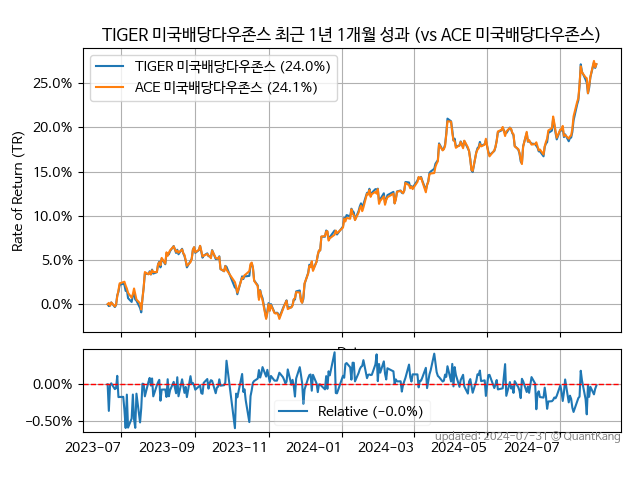 TIGER 미국배당다우존스 최근 1년 1개월 성과 (vs ACE 미국배당다우존스)
TIGER 미국배당다우존스 (24.0%)
ACE 미국배당다우존스 (24.1%)
Rate of Return (TR)
25.0%
20.0%
15.0%
10.0%
5.0%
0.0%
0.00%
−0.50%
Relative (−0.0%)
2023-07
2023-09
2023-11
2024-01
2024-03
2024-05
2024-07
updated: 2024-07-31 © QuantKang